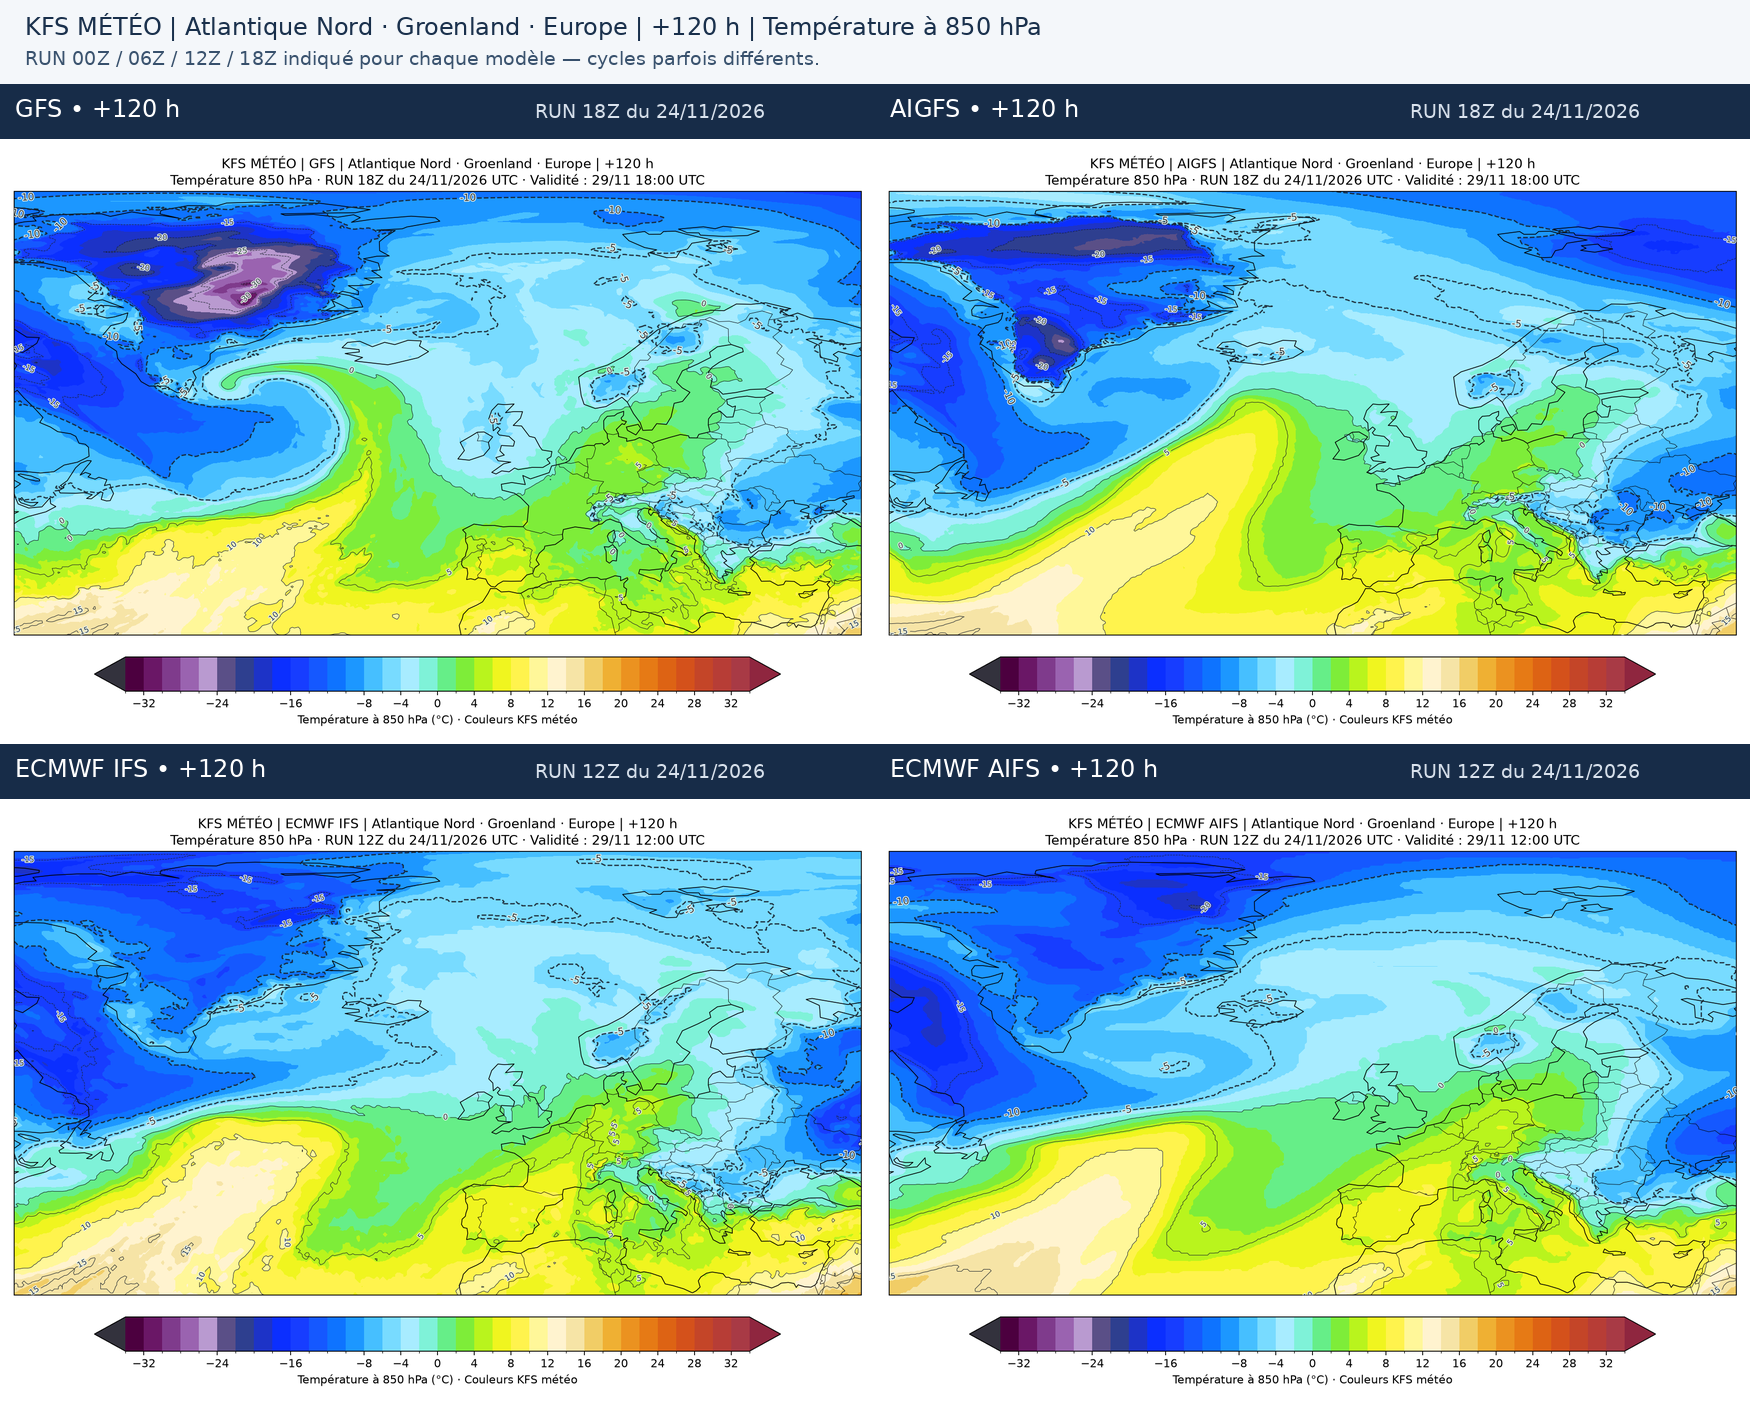 KFS MÉTÉO | Atlantique Nord · Groenland · Europe | +120 h | Température à 850 hPa
RUN 00Z / 06Z / 12Z / 18Z indiqué pour chaque modèle — cycles parfois différents.
GFS • +120 h
RUN 18Z du 24/11/2026
AIGFS • +120 h
RUN 18Z du 24/11/2026
KFS MÉTÉO | GFS | Atlantique Nord · Groenland · Europe | +120 h
Température 850 hPa · RUN 18Z du 24/11/2026 UTC · Validité : 29/11 18:00 UTC
KFS MÉTÉO | AIGFS | Atlantique Nord · Groenland · Europe | +120 h
Température 850 hPa · RUN 18Z du 24/11/2026 UTC · Validité : 29/11 18:00 UTC
−32 −24 −16 −8 −4 0 4 8 12 16 20 24 28 32
Température à 850 hPa (°C) · Couleurs KFS météo
−32 −24 −16 −8 −4 0 4 8 12 16 20 24 28 32
Température à 850 hPa (°C) · Couleurs KFS météo
ECMWF IFS • +120 h
RUN 12Z du 24/11/2026
ECMWF AIFS • +120 h
RUN 12Z du 24/11/2026
KFS MÉTÉO | ECMWF IFS | Atlantique Nord · Groenland · Europe | +120 h
Température 850 hPa · RUN 12Z du 24/11/2026 UTC · Validité : 29/11 12:00 UTC
KFS MÉTÉO | ECMWF AIFS | Atlantique Nord · Groenland · Europe | +120 h
Température 850 hPa · RUN 12Z du 24/11/2026 UTC · Validité : 29/11 12:00 UTC
−32 −24 −16 −8 −4 0 4 8 12 16 20 24 28 32
Température à 850 hPa (°C) · Couleurs KFS météo
−32 −24 −16 −8 −4 0 4 8 12 16 20 24 28 32
Température à 850 hPa (°C) · Couleurs KFS météo